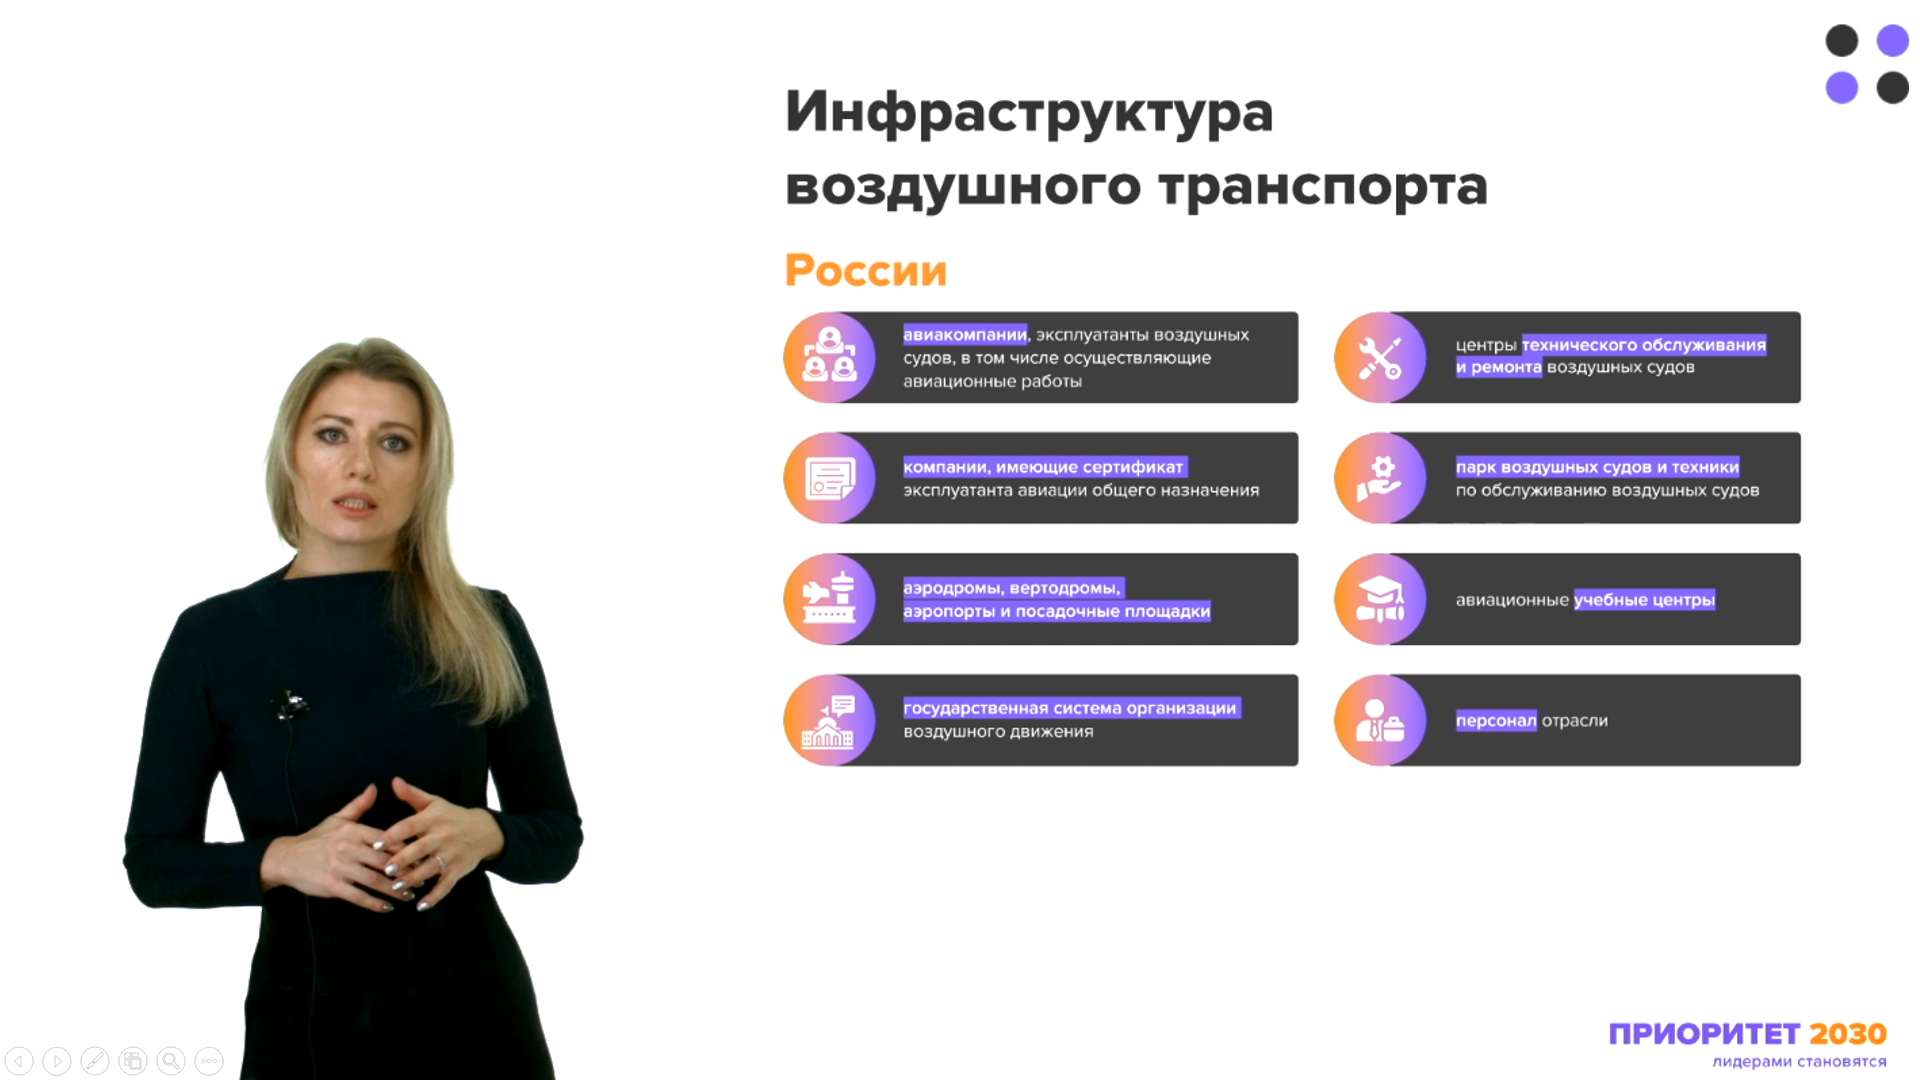 Инфраструктура
воздушного транспорта
России
авиакомпании, эксплуатанты воздушных
судов, в том числе осуществляющие
авиационные работы
компании, имеющие сертификат
эксплуатанта авиации общего назначения
аэродромы, вертодромы,
аэропорты и посадочные площадки
государственная система организации
воздушного движения
центры технического обслуживания
и ремонта воздушных судов
парк воздушных судов и техники
по обслуживанию воздушных судов
авиационные учебные центры
персонал отрасли
ПРИОРИТЕТ 2030
лидерами становятся